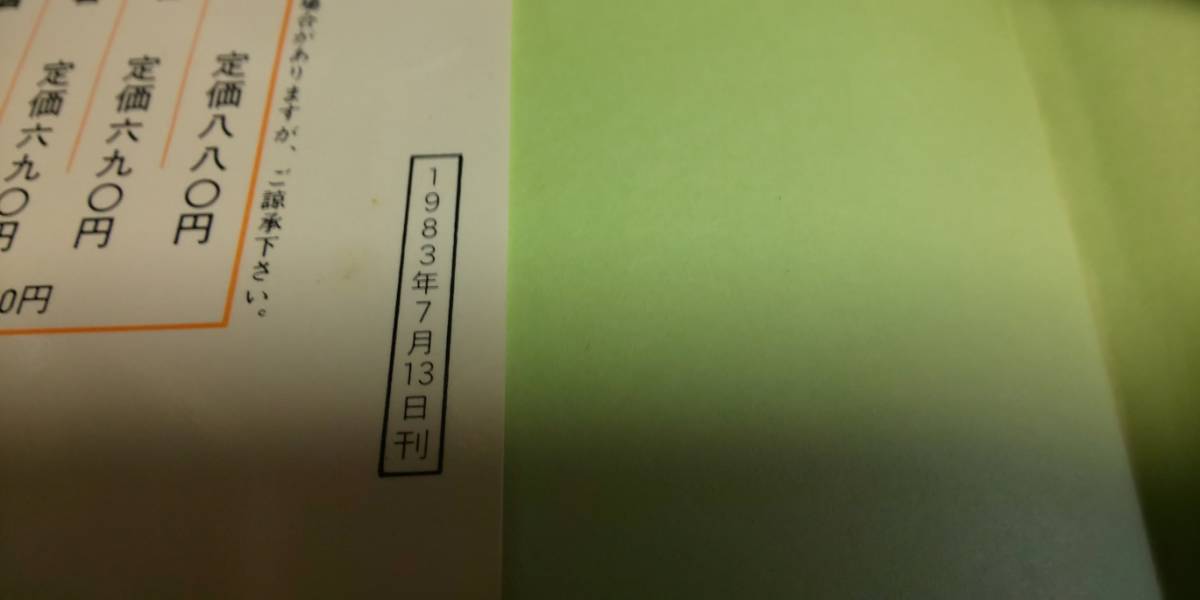 1983年7月13日刊
場合がありますが、ご諒承下さい。
定価八八〇円
定価六九〇円
定価六九〇円
0円